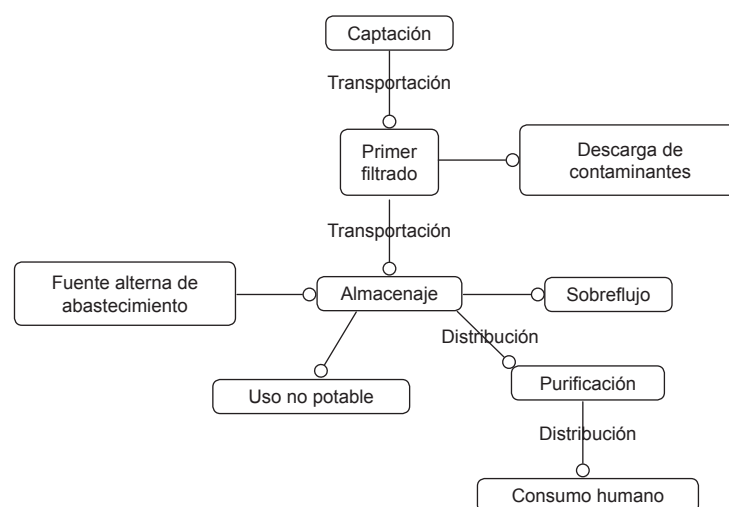 Captación
Transportación
Primer
filtrado
Descarga de
contaminantes
Transportación
Fuente alterna de
abastecimiento
Almacenaje
Sobreflujo
Distribución
Uso no potable
Purificación
Distribución
Consumo humano